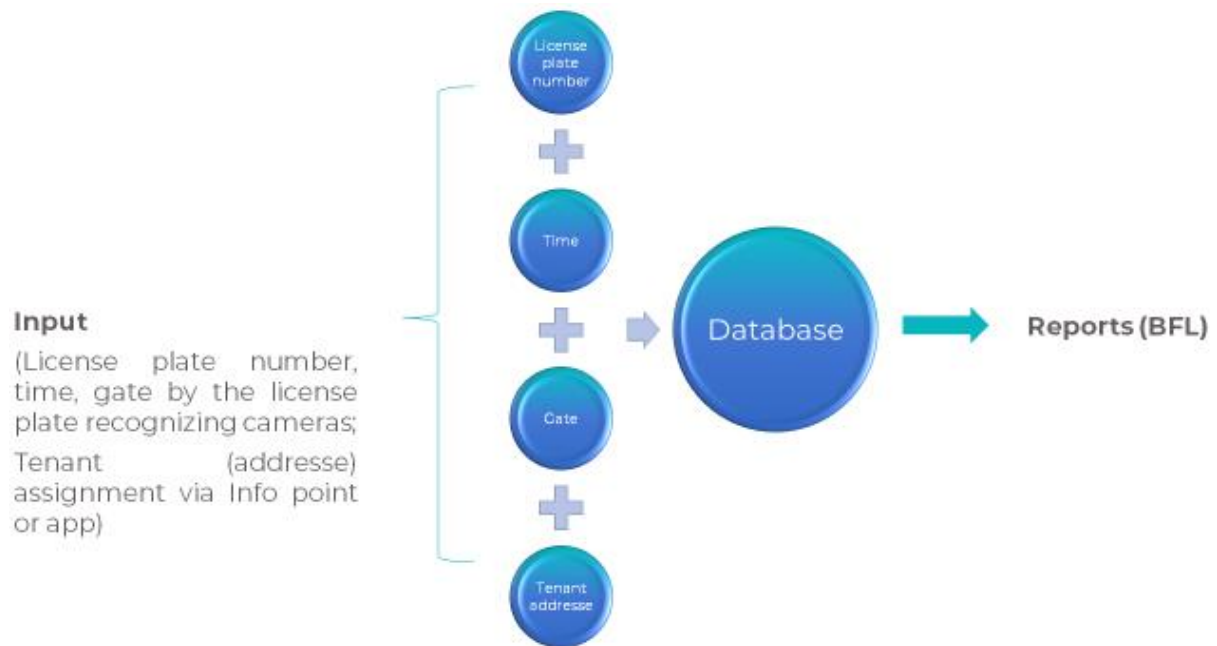 License
plate
number
Time
Input
(License plate number,
time, gate by the license
plate recognizing cameras;
Tenant (addresse)
assignment via Info point
or app)
Database
Reports (BFL)
Gate
Tenant
addresse